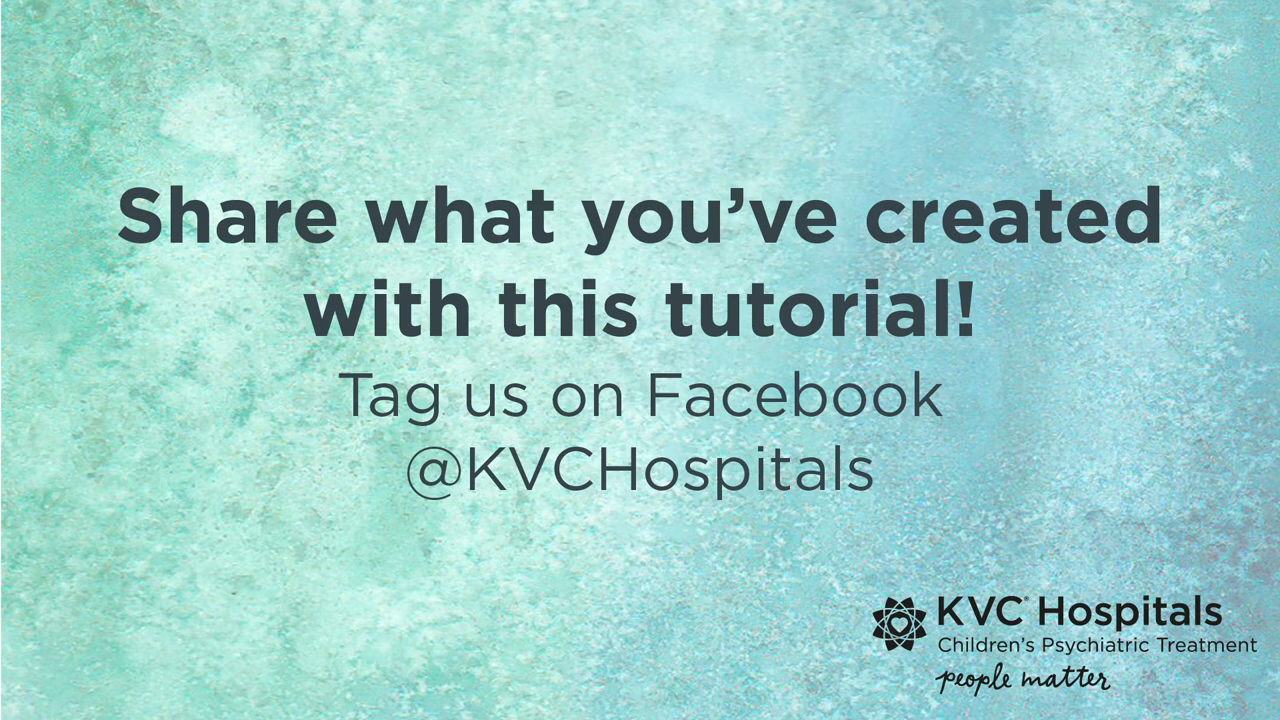 Share what you’ve created
with this tutorial!
Tag us on Facebook
@KVCHospitals
KVC® Hospitals
Children’s Psychiatric Treatment
people matter